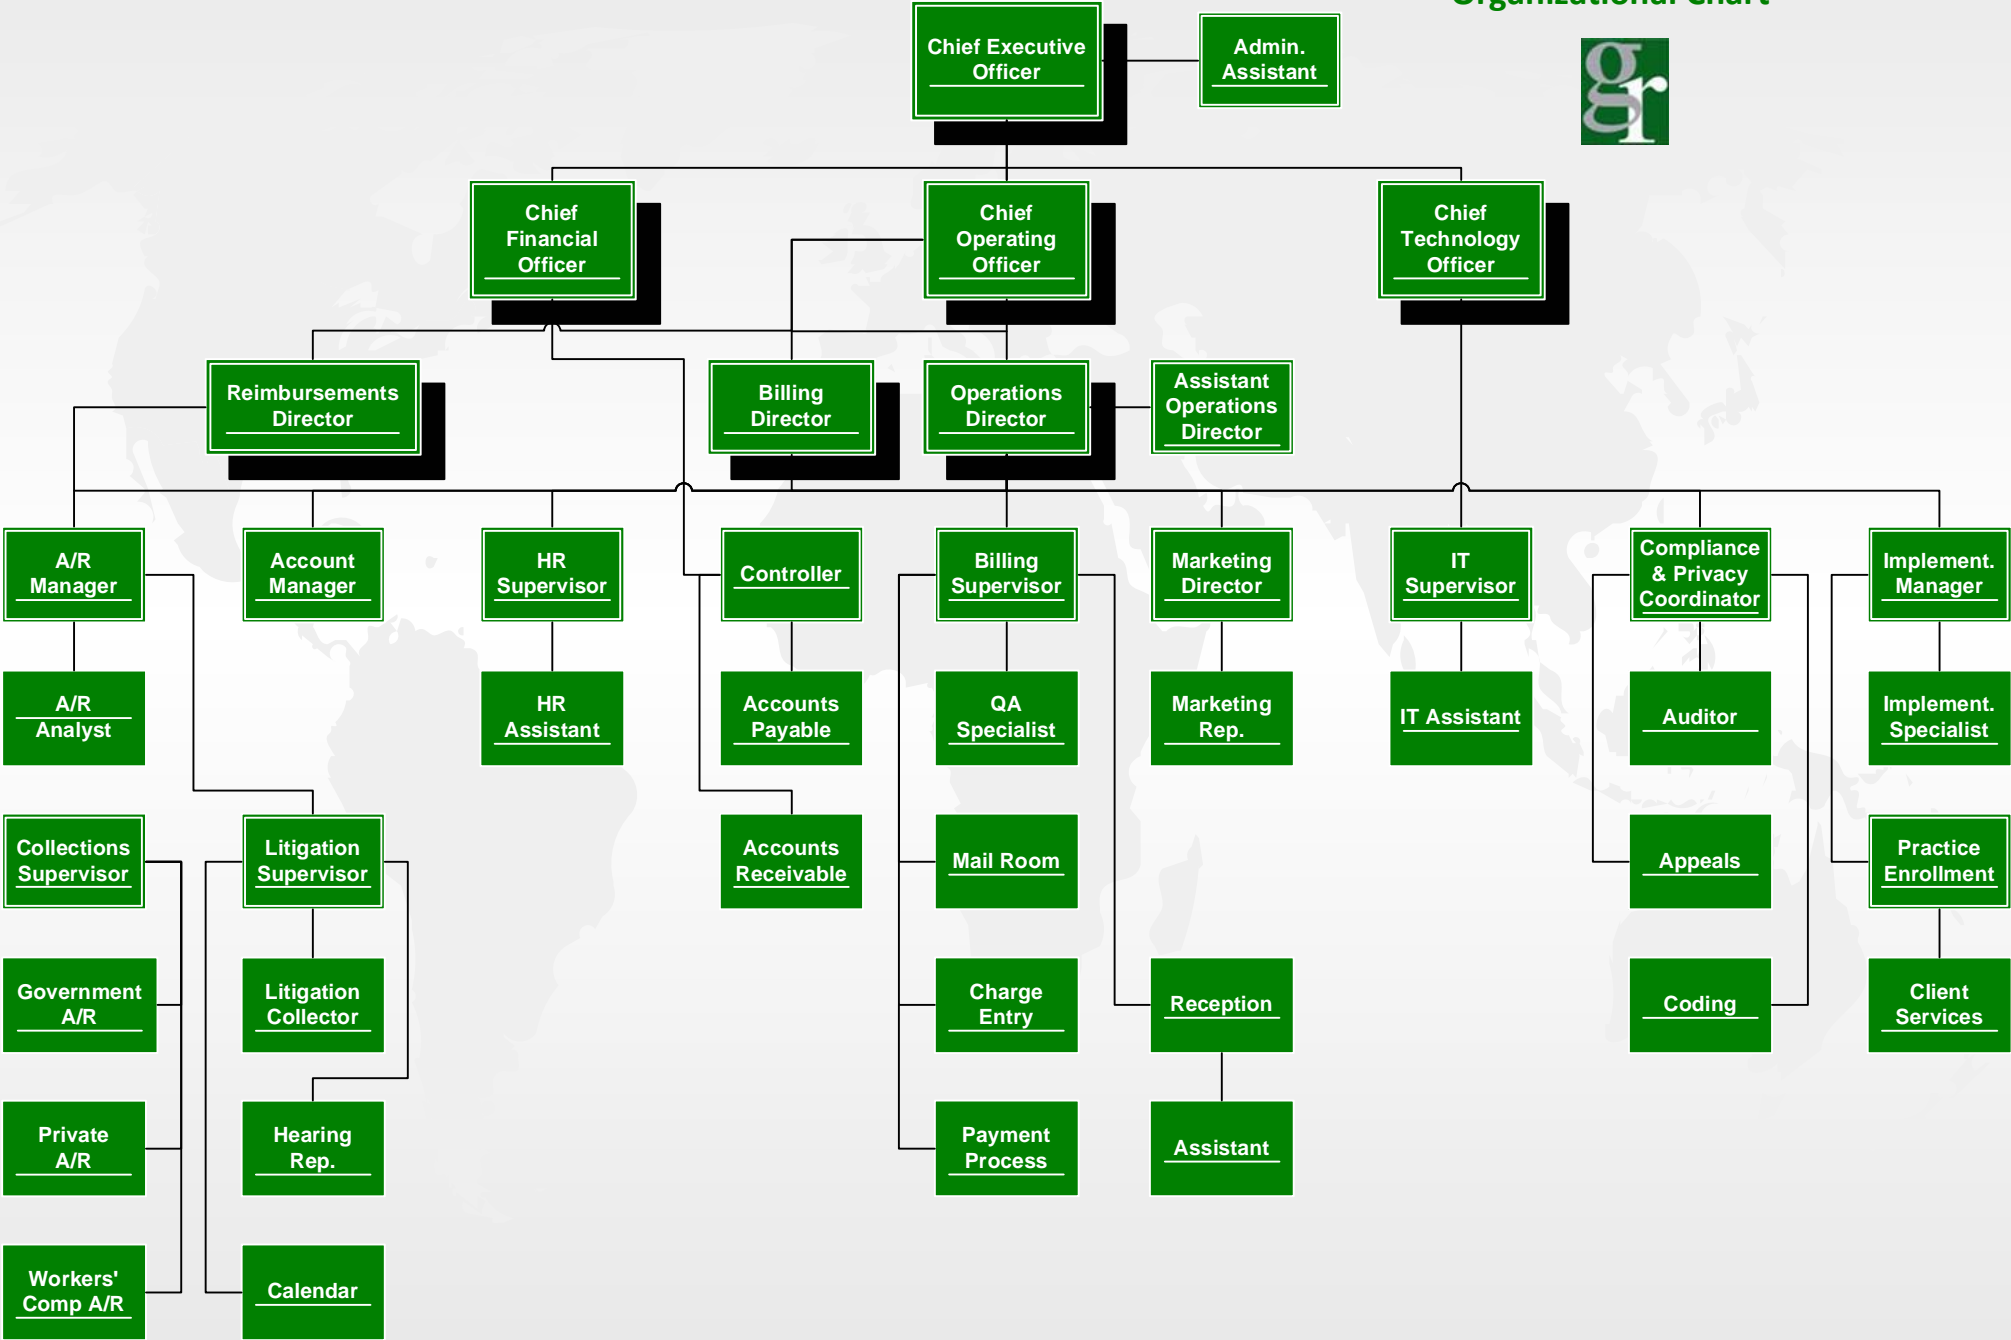 Organizational Chart
Chief Executive
Officer
Admin.
Assistant
gr
Chief
Financial
Officer
Chief
Operating
Officer
Chief
Technology
Officer
Reimbursements
Director
Billing
Director
Operations
Director
Assistant
Operations
Director
A/R
Manager
Account
Manager
HR
Supervisor
Controller
Billing
Supervisor
Marketing
Director
IT
Supervisor
Compliance
& Privacy
Coordinator
Implement.
Manager
A/R
Analyst
HR
Assistant
Accounts
Payable
QA
Specialist
Marketing
Rep.
IT Assistant
Auditor
Implement.
Specialist
Collections
Supervisor
Litigation
Supervisor
Accounts
Receivable
Mail Room
Appeals
Practice
Enrollment
Government
A/R
Litigation
Collector
Charge
Entry
Reception
Coding
Client
Services
Private
A/R
Hearing
Rep.
Payment
Process
Assistant
Workers'
Comp A/R
Calendar